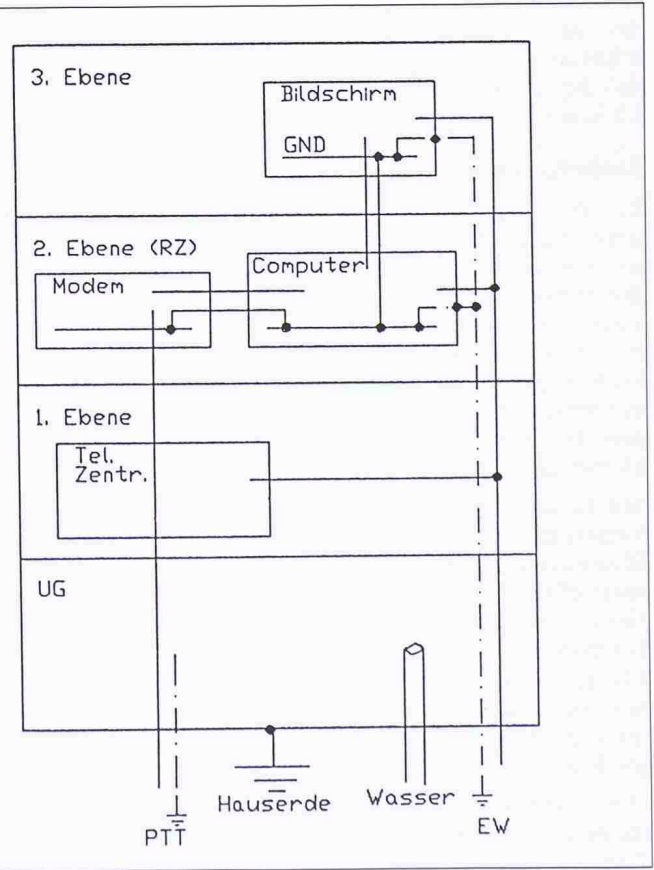 3. Ebene
Bildschirm
GND
2. Ebene (RZ)
Computer
Modem
1. Ebene
Tel.
Zentr.
UG
Hauserde
Wasser
PTT
EW